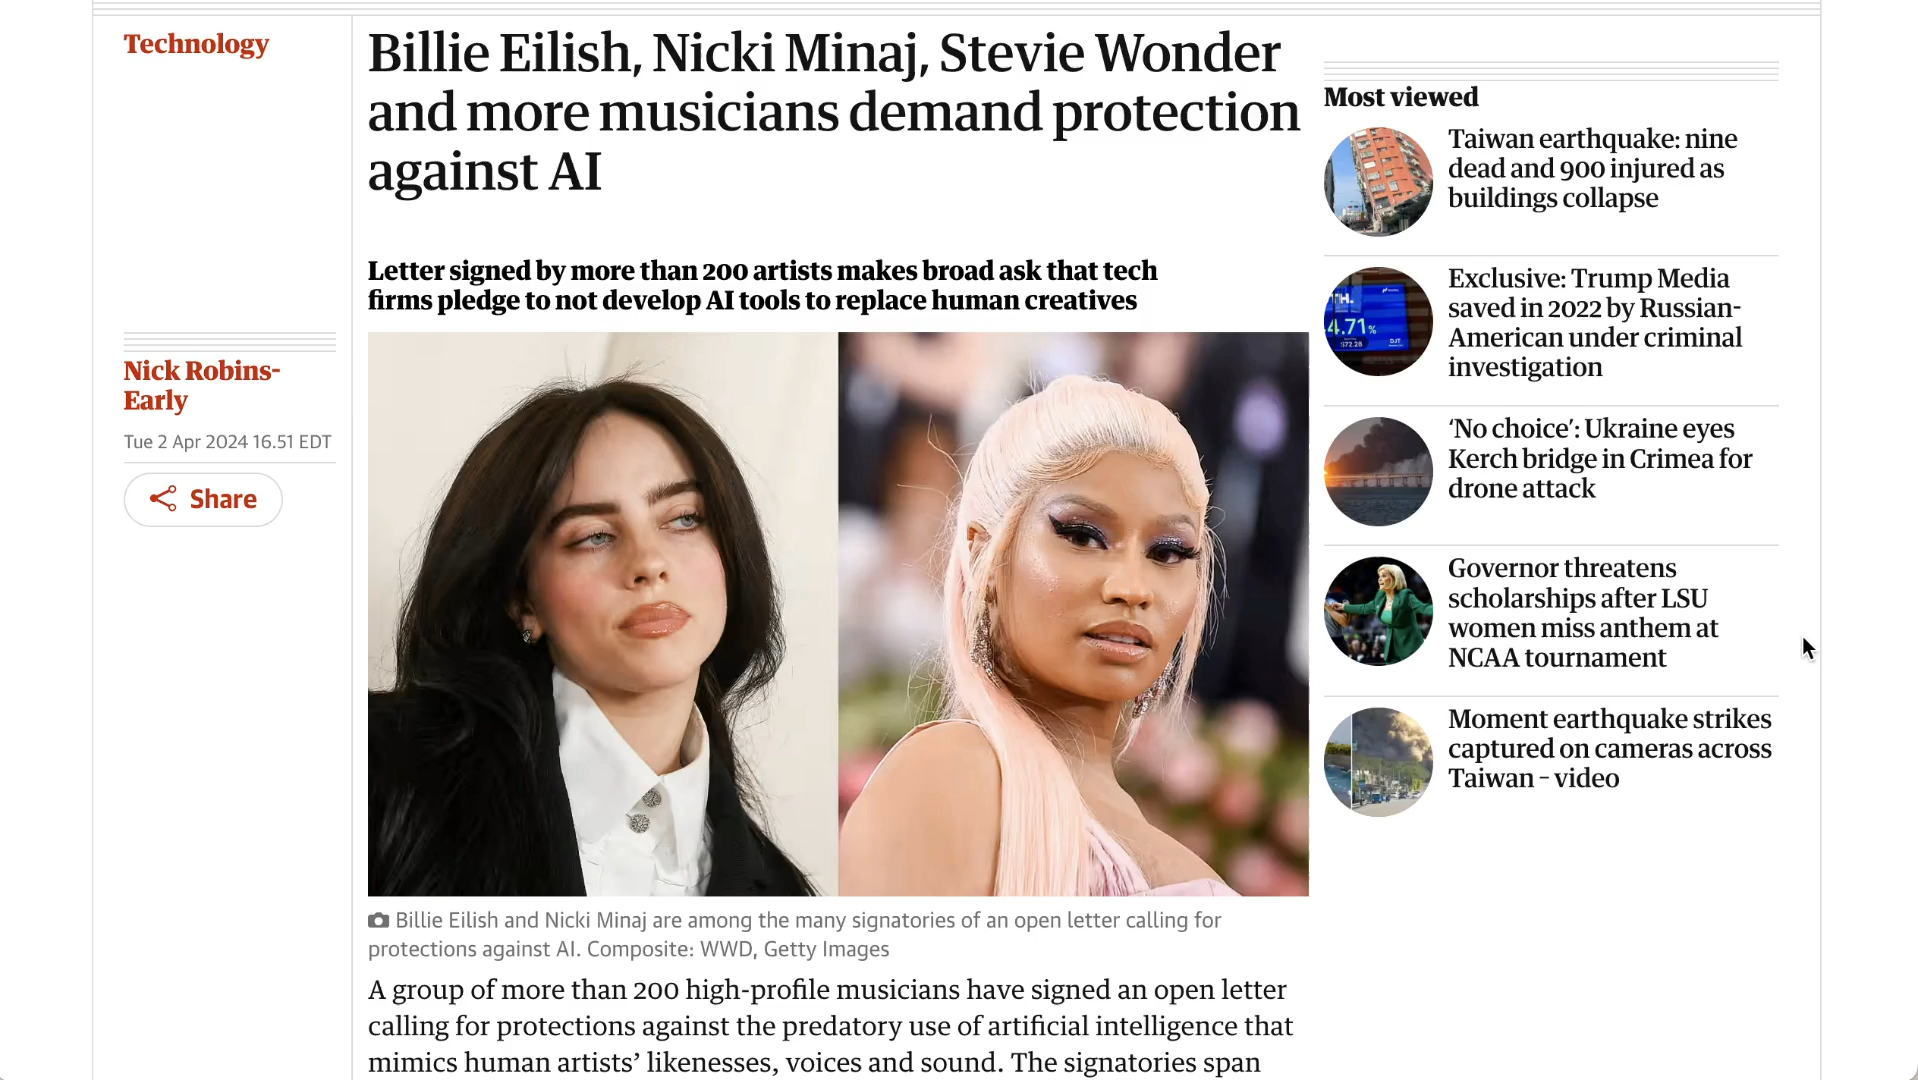 Technology
Billie Eilish, Nicki Minaj, Stevie Wonder
and more musicians demand protection
against AI
Letter signed by more than 200 artists makes broad ask that tech
firms pledge to not develop AI tools to replace human creatives
Nick Robins-
Early
Tue 2 Apr 2024 16.51 EDT
Share
Billie Eilish and Nicki Minaj are among the many signatories of an open letter calling for
protections against AI. Composite: WWD, Getty Images
A group of more than 200 high-profile musicians have signed an open letter
calling for protections against the predatory use of artificial intelligence that
mimics human artists’ likenesses, voices and sound. The signatories span
Most viewed
Taiwan earthquake: nine
dead and 900 injured as
buildings collapse
4.71%
DJT
Exclusive: Trump Media
saved in 2022 by Russian-
American under criminal
investigation
‘No choice’: Ukraine eyes
Kerch bridge in Crimea for
drone attack
Governor threatens
scholarships after LSU
women miss anthem at
NCAA tournament
Moment earthquake strikes
captured on cameras across
Taiwan – video